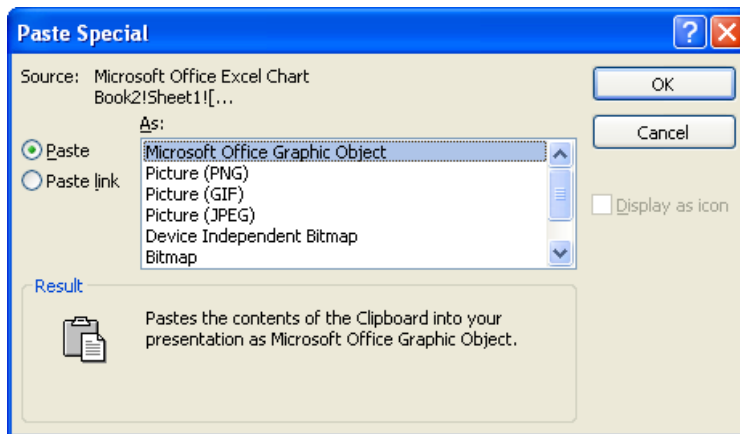 Paste Special
Source: Microsoft Office Excel Chart
Book2!Sheet1![...
As:
Paste
Paste link
Microsoft Office Graphic Object
Picture (PNG)
Picture (GIF)
Picture (JPEG)
Device Independent Bitmap
Bitmap
OK
Cancel
Display as icon
Result
Pastes the contents of the Clipboard into your
presentation as Microsoft Office Graphic Object.